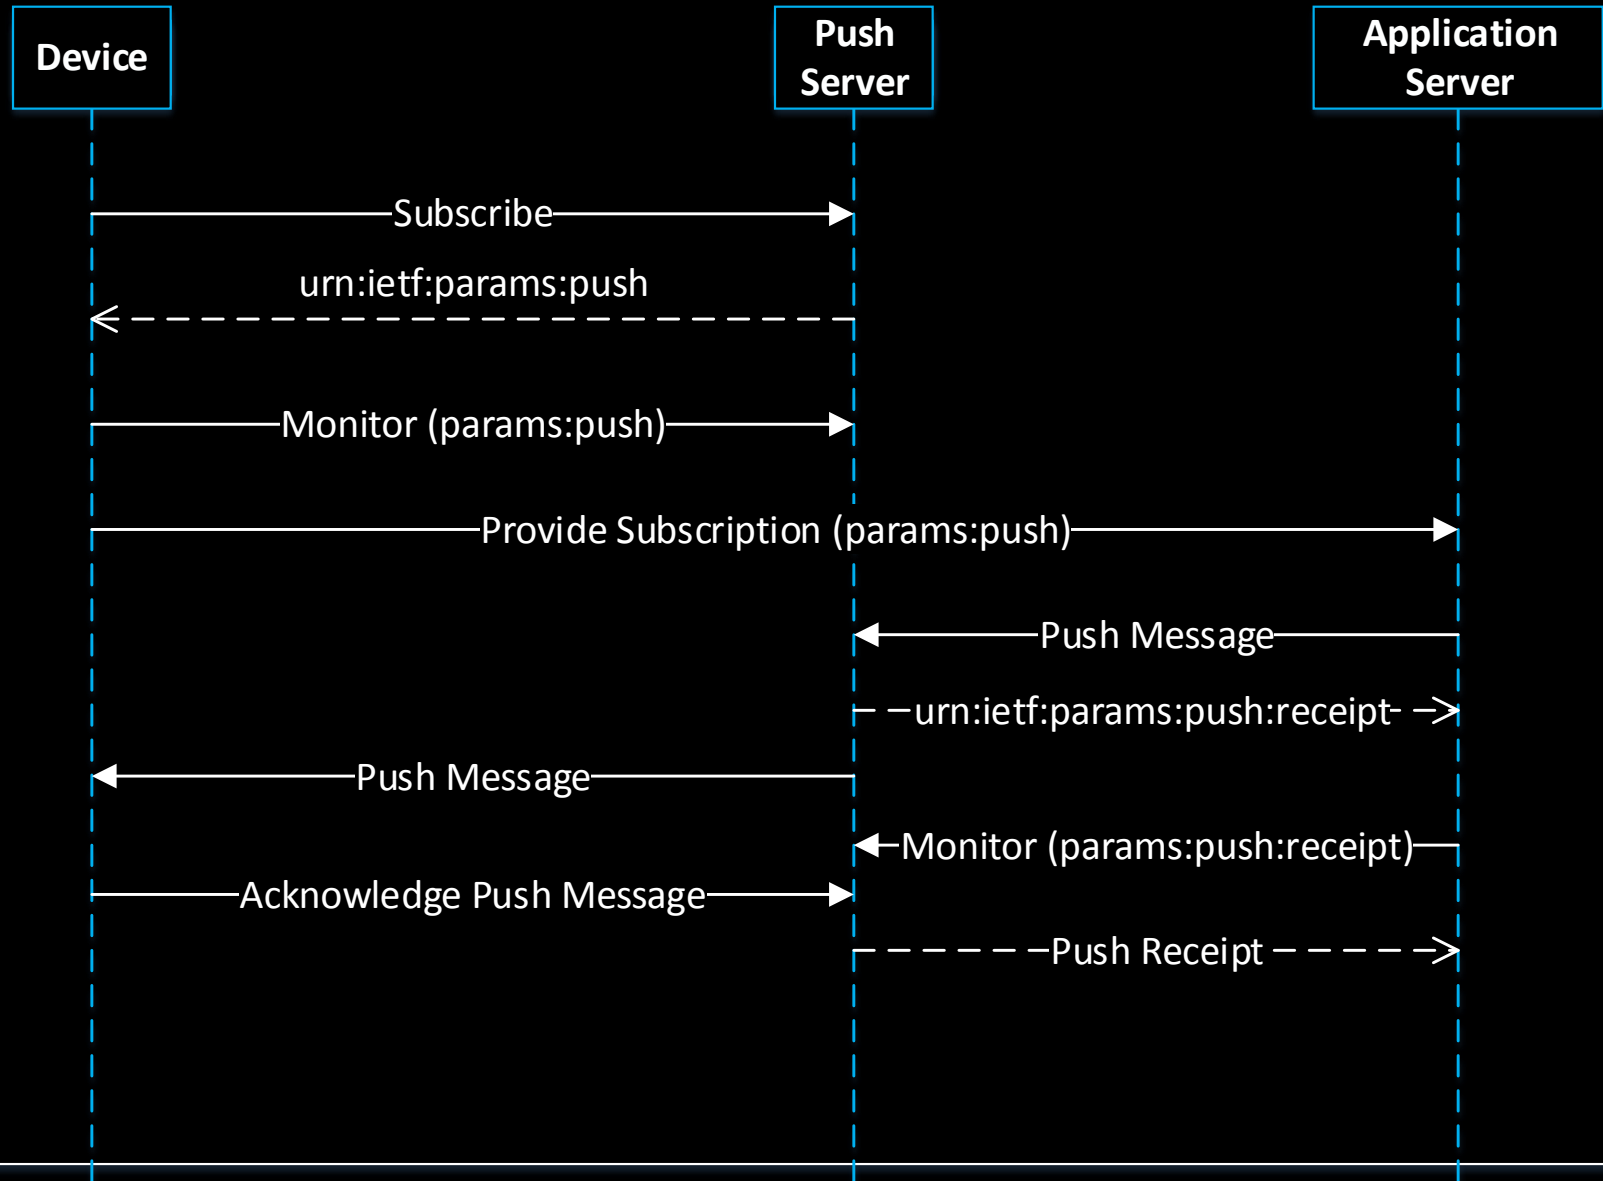 Device
Push
Server
Application
Server
Subscribe
urn:ietf:params:push
Monitor (params:push)
Provide Subscription (params:push)
Push Message
urn:ietf:params:push:receipt
Push Message
Monitor (params:push:receipt)
Acknowledge Push Message
Push Receipt